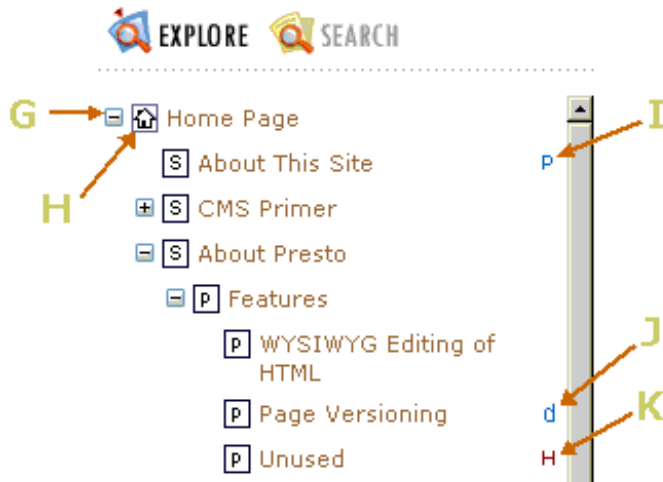 EXPLORE SEARCH
G Home Page I
S About This Site P
H S CMS Primer
S About Presto
P Features
P WYSIWYG Editing of
HTML J
P Page Versioning d K
P Unused H